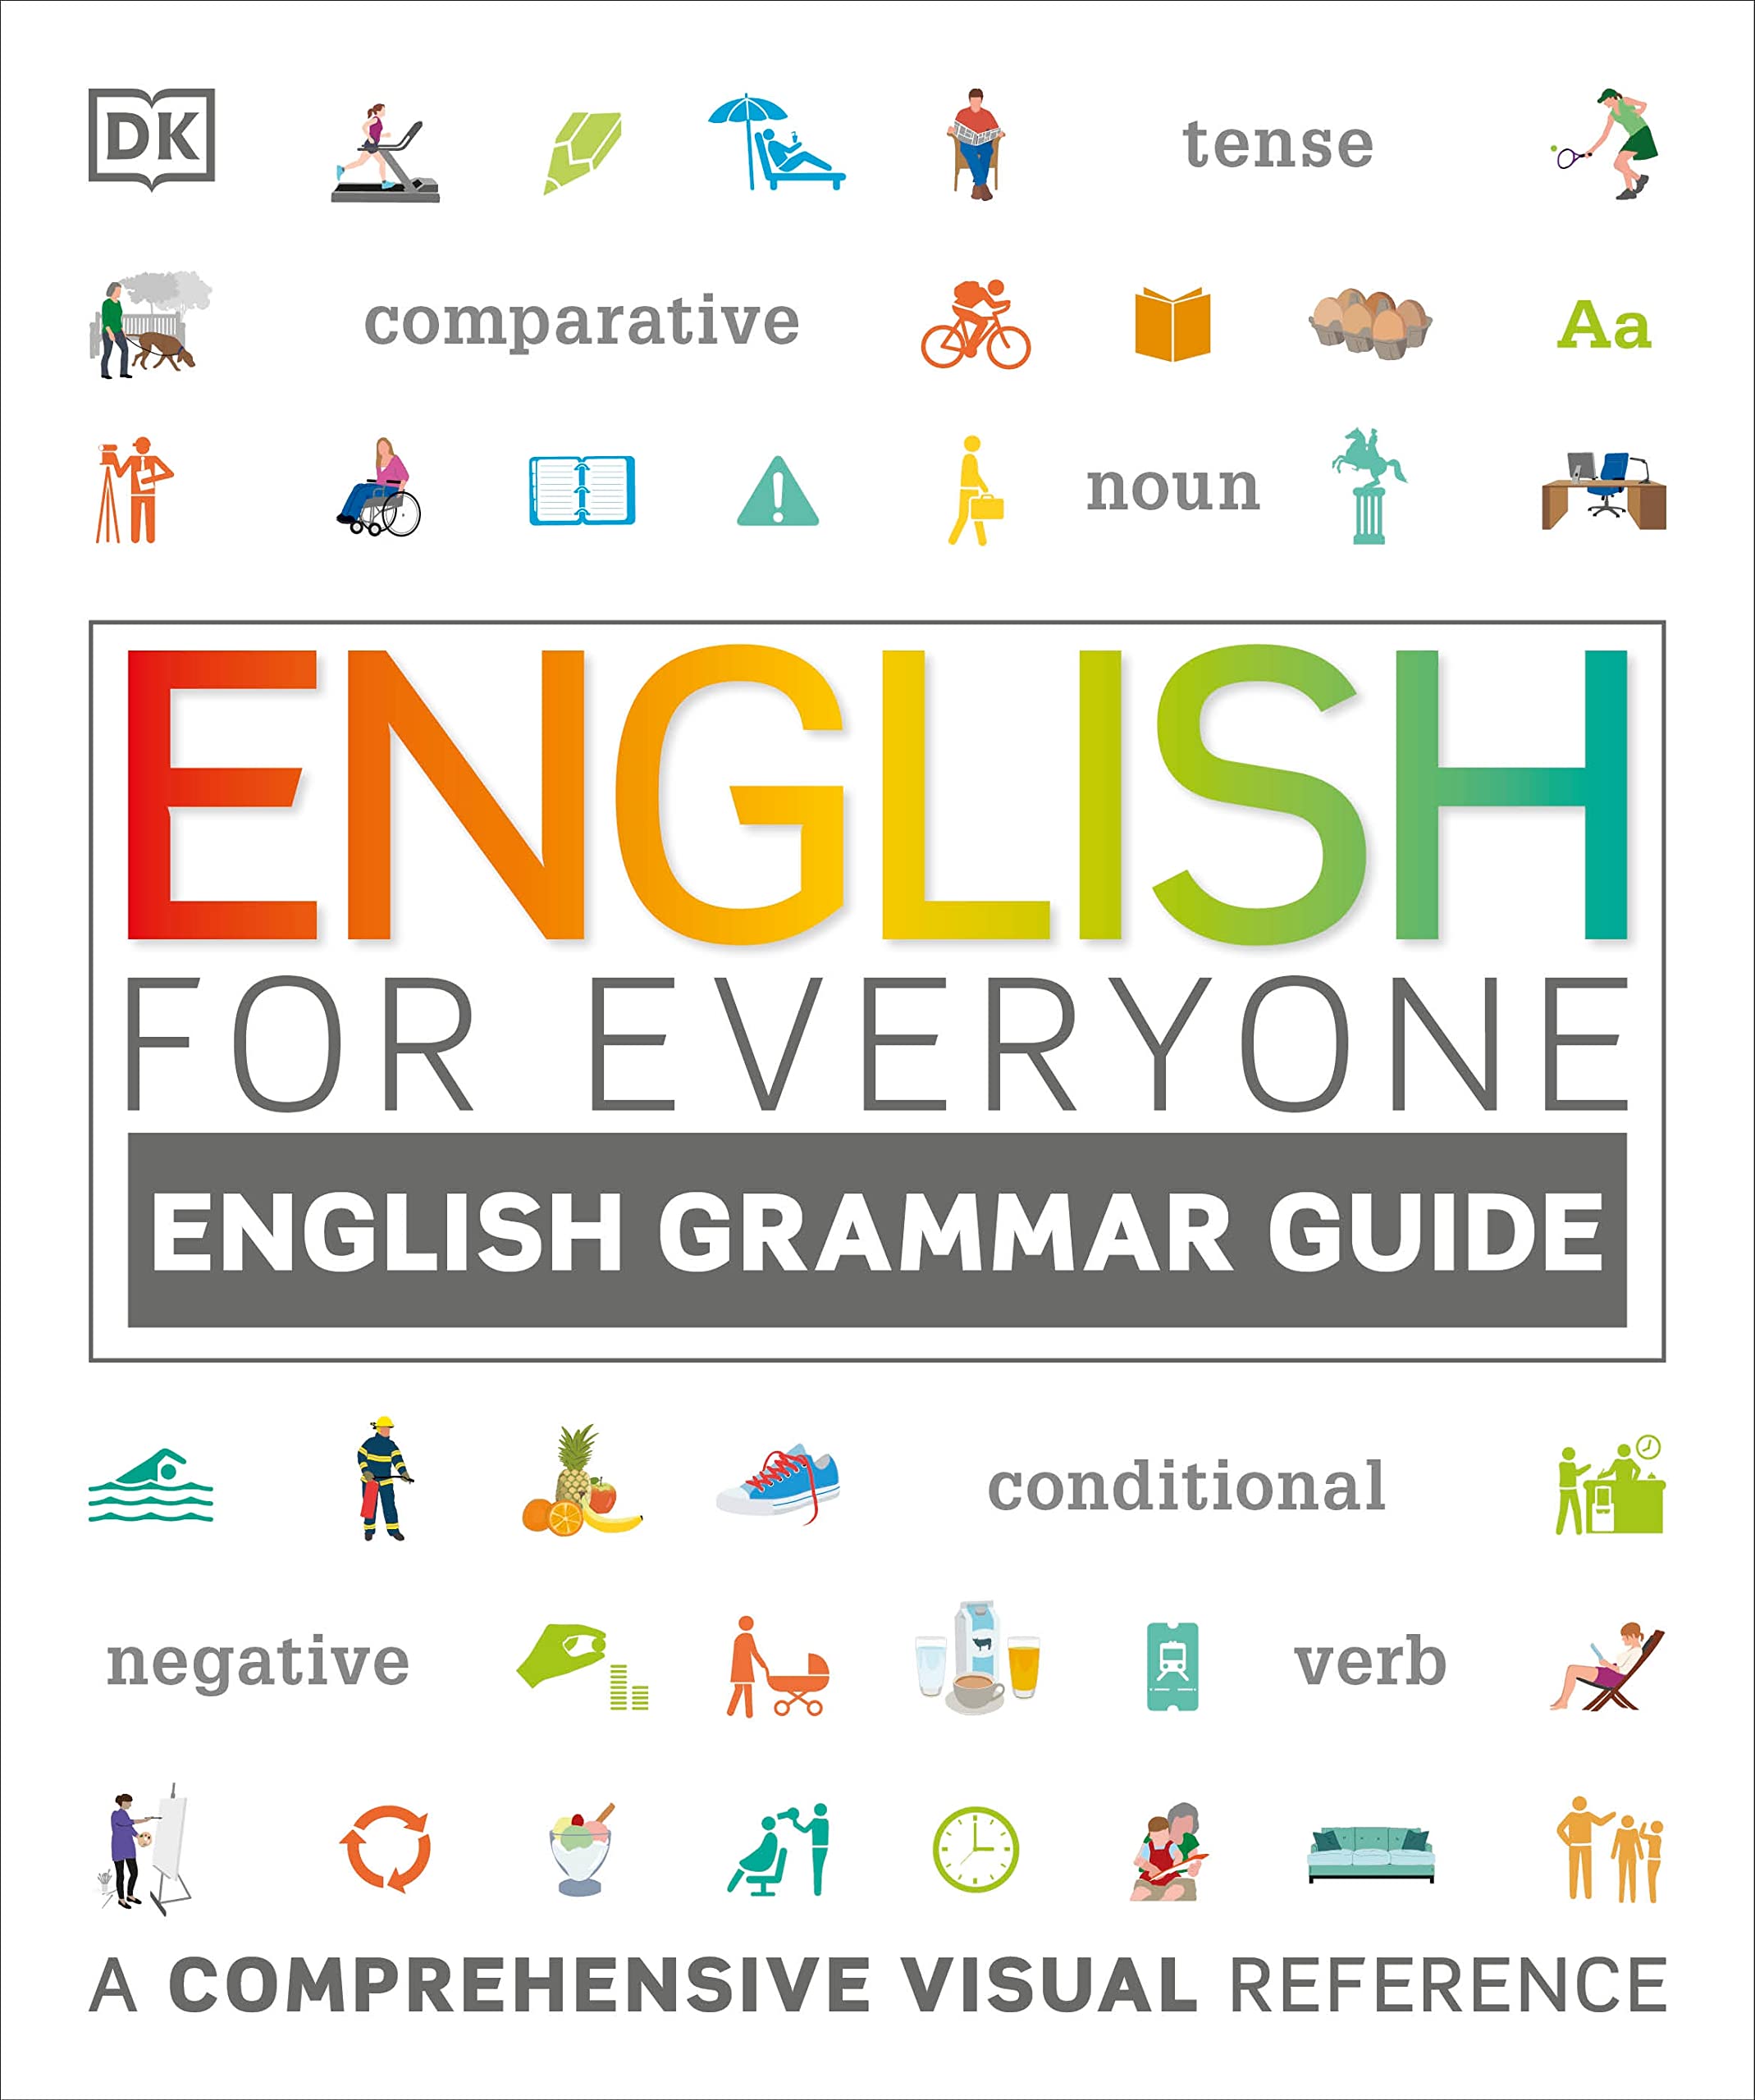 DK
tense
comparative
Aa
noun
ENGLISH
FOR EVERYONE
ENGLISH GRAMMAR GUIDE
conditional
negative
verb
A COMPREHENSIVE VISUAL REFERENCE